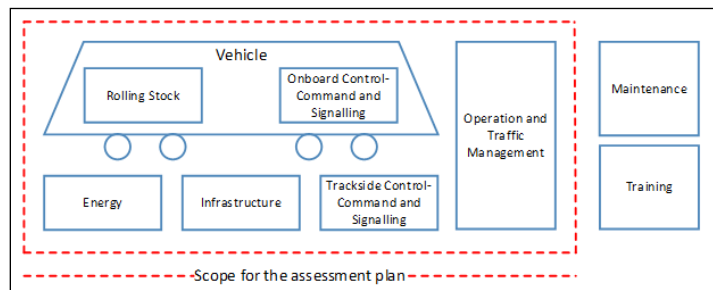 Vehicle
Rolling Stock
Onboard Control-
Command and
Signalling
Operation and
Traffic
Management
Maintenance
Energy
Infrastructure
Trackside Control-
Command and
Signalling
Training
Scope for the assessment plan